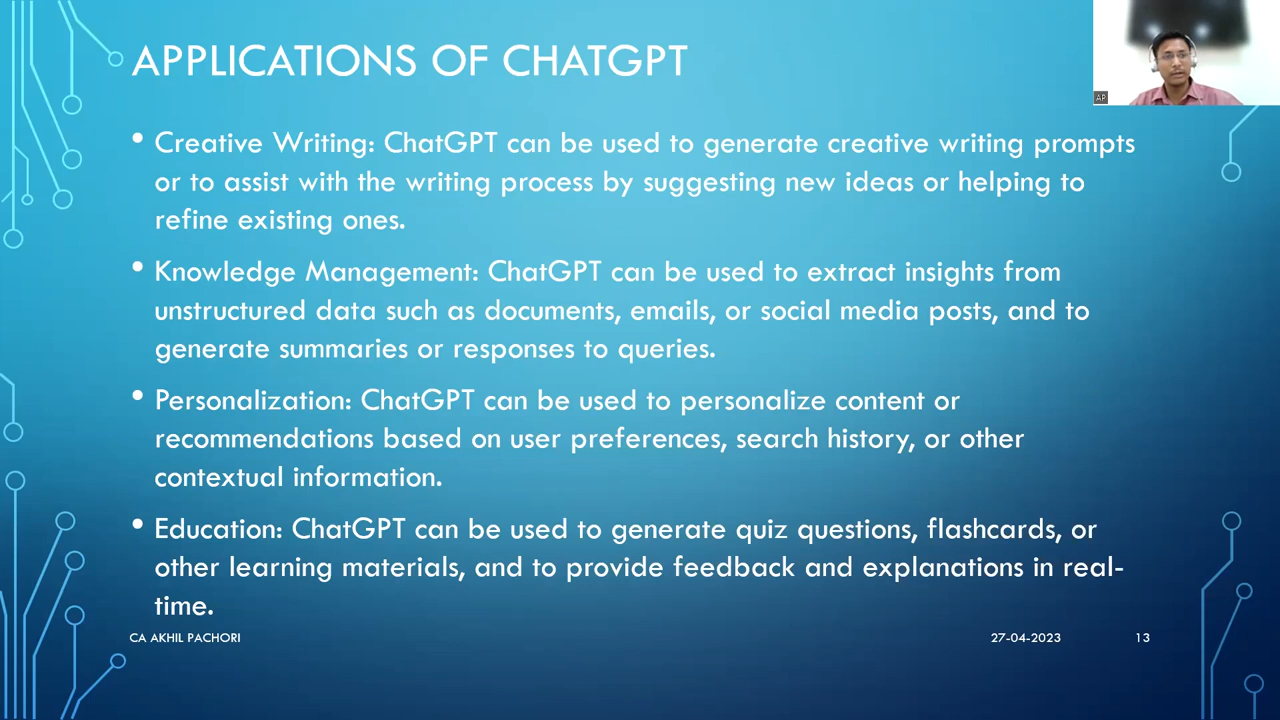 APPLICATIONS OF CHATGPT
AP
• Creative Writing: ChatGPT can be used to generate creative writing prompts
or to assist with the writing process by suggesting new ideas or helping to
refine existing ones.
• Knowledge Management: ChatGPT can be used to extract insights from
unstructured data such as documents, emails, or social media posts, and to
generate summaries or responses to queries.
• Personalization: ChatGPT can be used to personalize content or
recommendations based on user preferences, search history, or other
contextual information.
• Education: ChatGPT can be used to generate quiz questions, flashcards, or
other learning materials, and to provide feedback and explanations in real-
time.
CA AKHIL PACHORI 27-04-2023 13